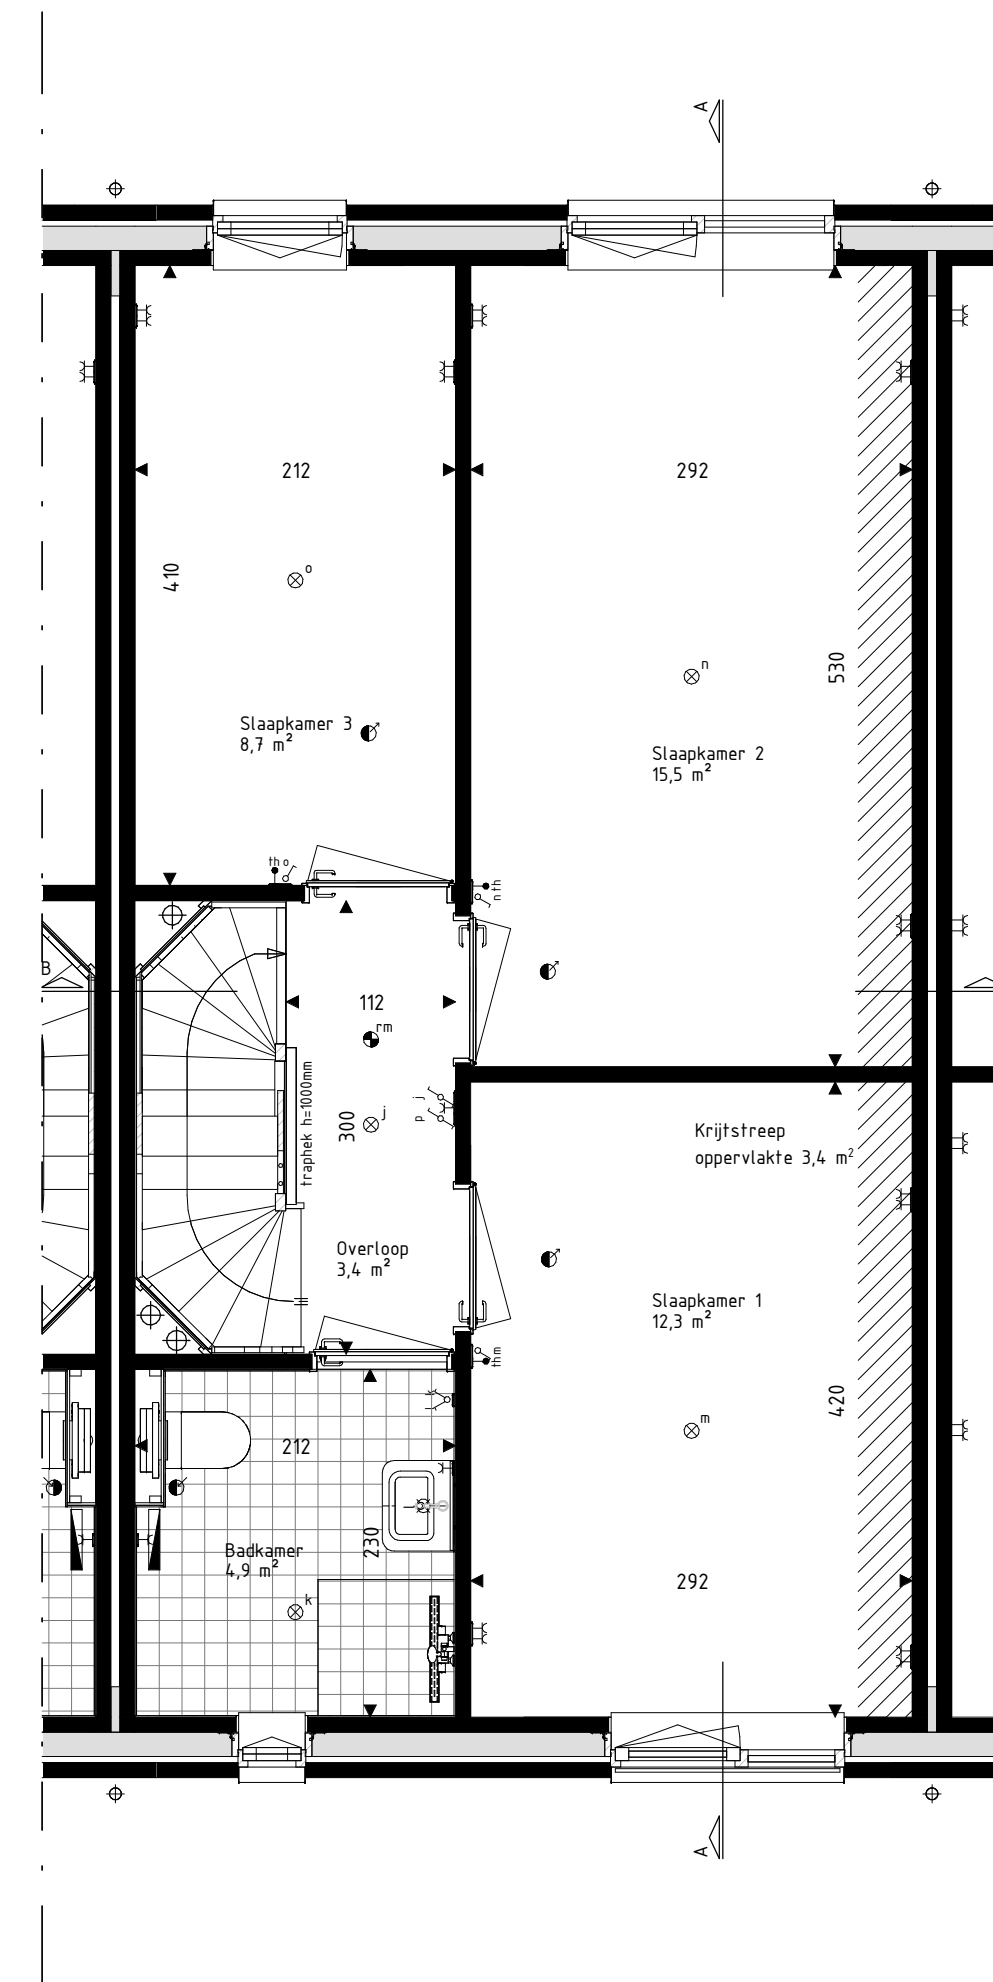 A
212
292
410
o
n
530
Slaapkamer 3
8,7 m²
Slaapkamer 2
15,5 m²
th o
n th
B
112
rm
traphek h=1000mm
300
j
p j
Krijtstreep
oppervlakte 3,4 m²
Overloop
3,4 m²
Slaapkamer 1
12,3 m²
th m
420
k
m
212
230
Badkamer
4,9 m²
k
292
A